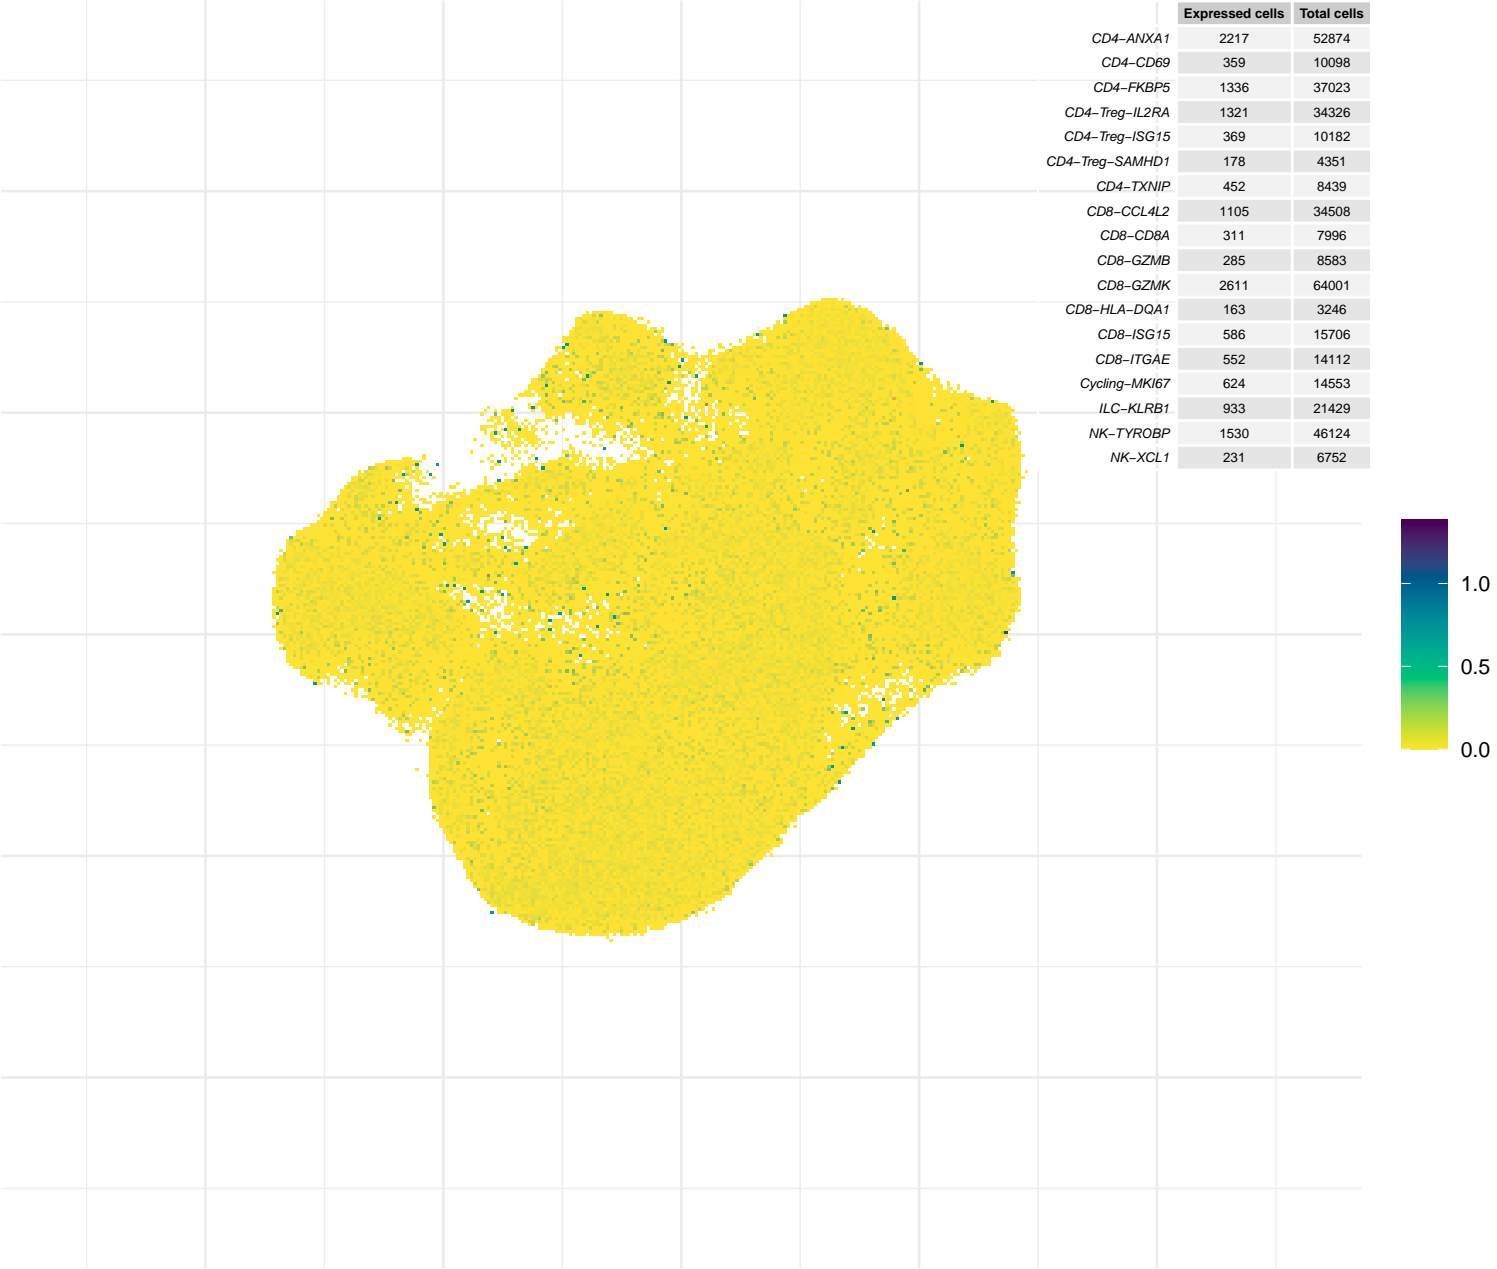 Expressed cells Total cells
CD4−ANXA1 2217 52874
CD4−CD69 359 10098
CD4−FKBP5 1336 37023
CD4−Treg−IL2RA 1321 34326
CD4−Treg−ISG15 369 10182
CD4−Treg−SAMHD1 178 4351
CD4−TXNIP 452 8439
CD8−CCL4L2 1105 34508
CD8−CD8A 311 7996
CD8−GZMB 285 8583
CD8−GZMK 2611 64001
CD8−HLA−DQA1 163 3246
CD8−ISG15 586 15706
CD8−ITGAE 552 14112
Cycling−MKI67 624 14553
ILC−KLRB1 933 21429
NK−TYROBP 1530 46124
NK−XCL1 231 6752
1.0
0.5
0.0